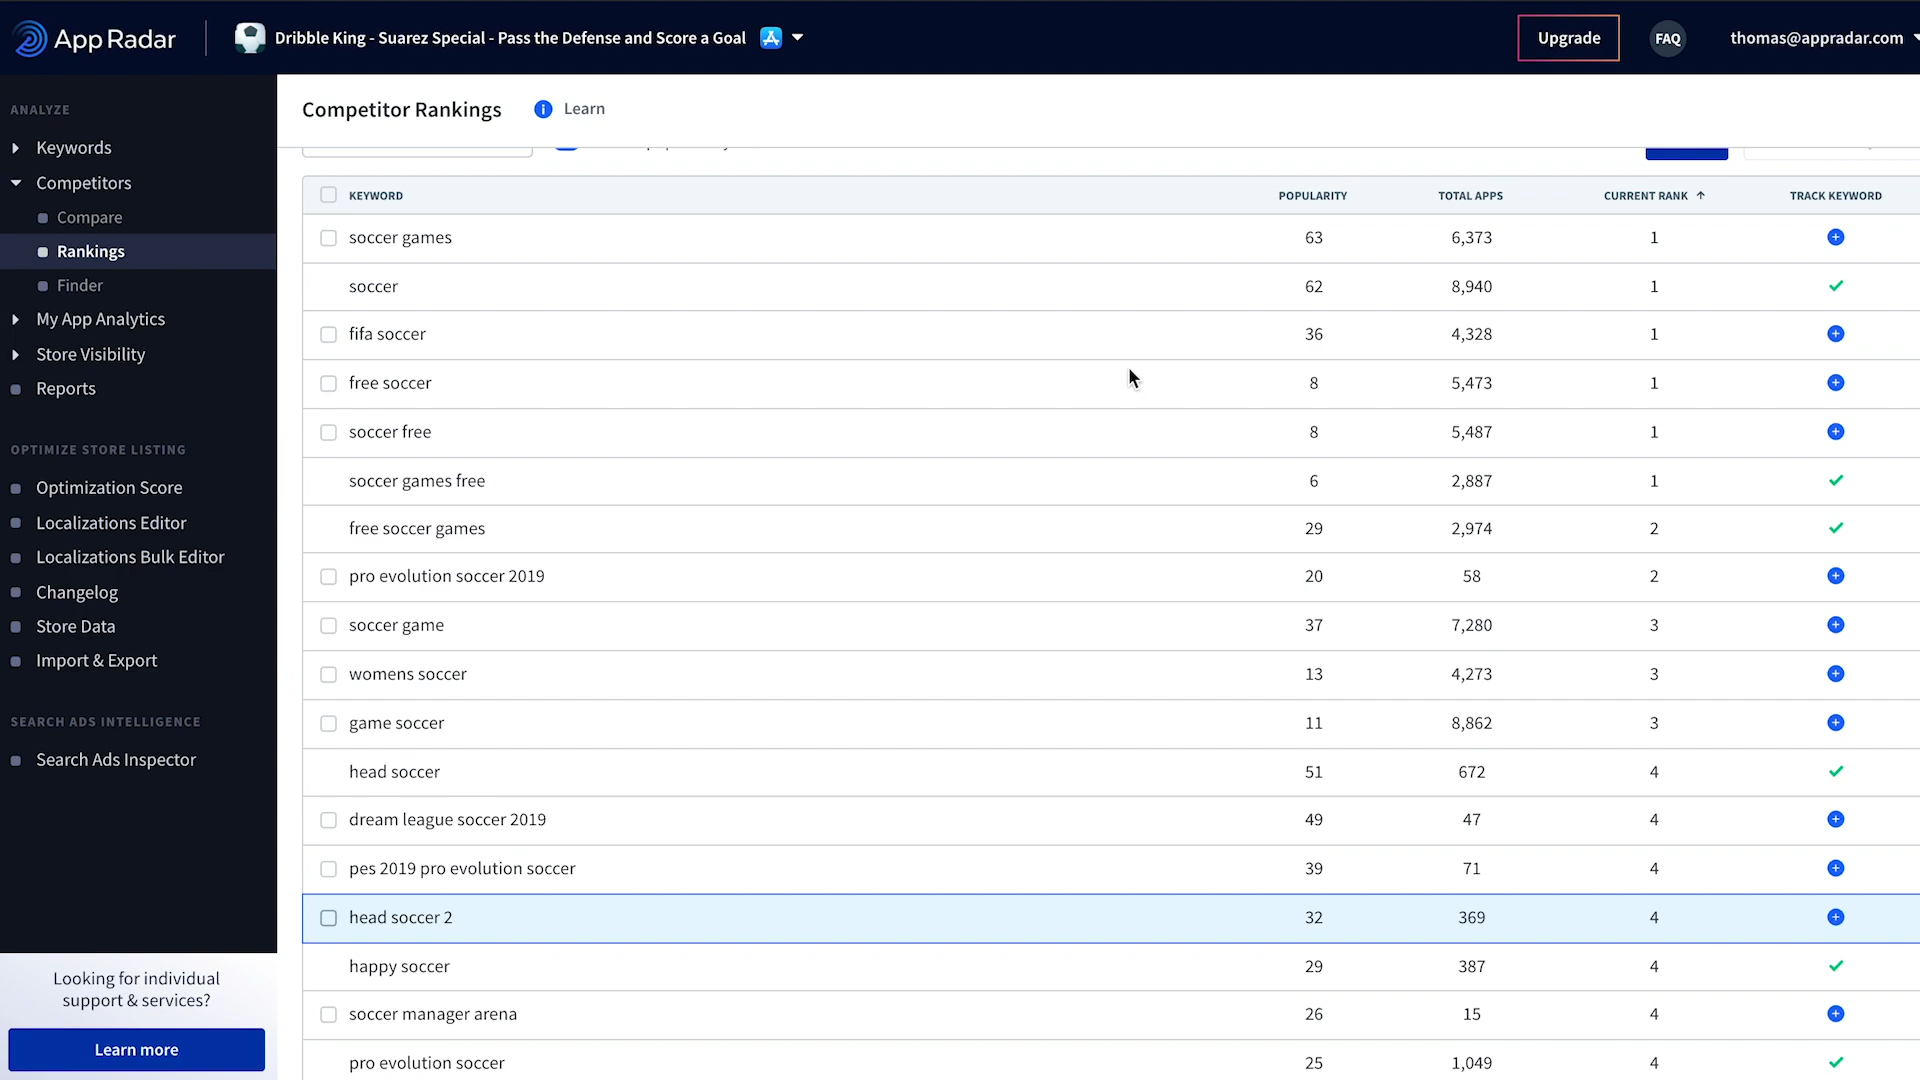 App Radar
Dribble King - Suarez Special - Pass the Defense and Score a Goal
Upgrade
FAQ
thomas@appradar.com
ANALYZE
Keywords
Competitors
Compare
Rankings
Finder
My App Analytics
Store Visibility
Reports
OPTIMIZE STORE LISTING
Optimization Score
Localizations Editor
Localizations Bulk Editor
Changelog
Store Data
Import & Export
SEARCH ADS INTELLIGENCE
Search Ads Inspector
Looking for individual
support & services?
Learn more
Competitor Rankings
Learn
KEYWORD POPULARITY TOTAL APPS CURRENT RANK TRACK KEYWORD
soccer games 63 6,373 1
soccer 62 8,940 1
fifa soccer 36 4,328 1
free soccer 8 5,473 1
soccer free 8 5,487 1
soccer games free 6 2,887 1
free soccer games 29 2,974 2
pro evolution soccer 2019 20 58 2
soccer game 37 7,280 3
womens soccer 13 4,273 3
game soccer 11 8,862 3
head soccer 51 672 4
dream league soccer 2019 49 47 4
pes 2019 pro evolution soccer 39 71 4
head soccer 2 32 369 4
happy soccer 29 387 4
soccer manager arena 26 15 4
pro evolution soccer 25 1,049 4